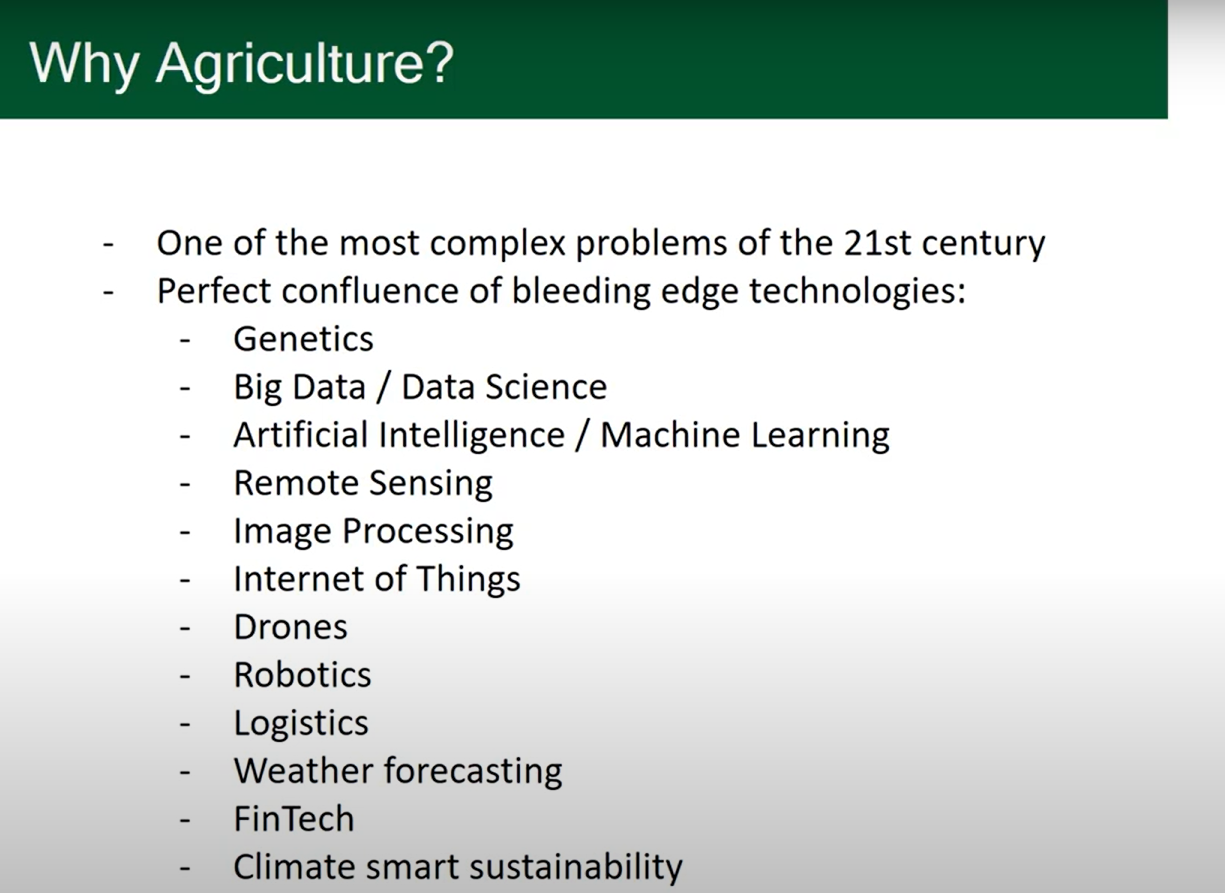 Why Agriculture?
- One of the most complex problems of the 21st century
- Perfect confluence of bleeding edge technologies:
- Genetics
- Big Data / Data Science
- Artificial Intelligence / Machine Learning
- Remote Sensing
- Image Processing
- Internet of Things
- Drones
- Robotics
- Logistics
- Weather forecasting
- FinTech
- Climate smart sustainability